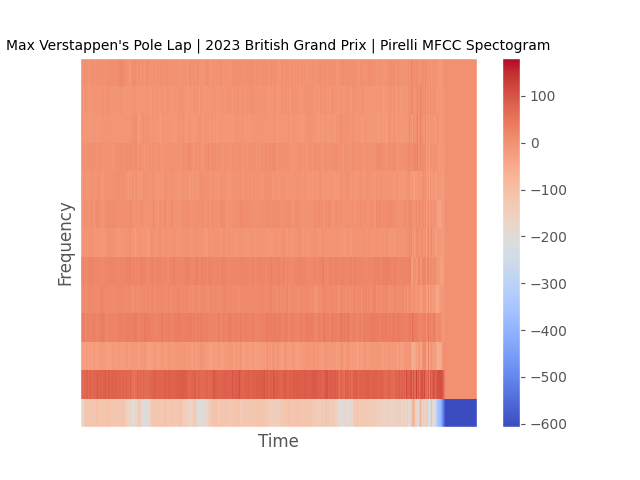 Max Verstappen's Pole Lap | 2023 British Grand Prix | Pirelli MFCC Spectogram
Frequency
Time
100
0
−100
−200
−300
−400
−500
−600